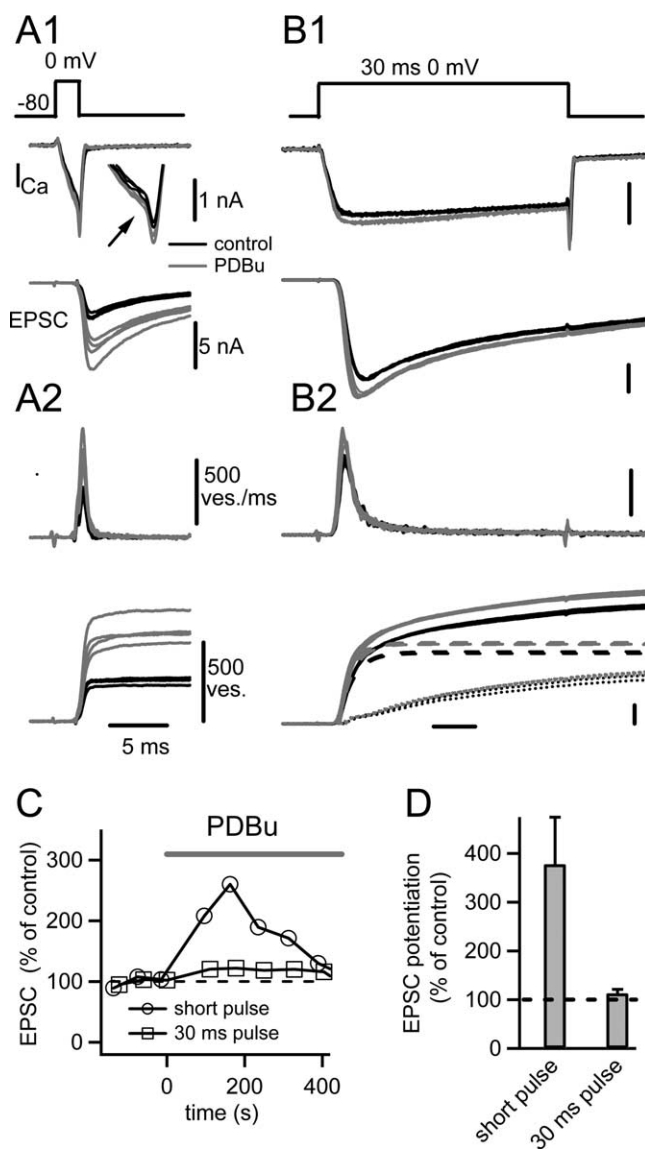 A1
B1
0 mV
30 ms 0 mV
-80
ICa
1 nA
control
PDBu
EPSC
5 nA
A2
B2
500
ves./ms
500
ves.
5 ms
C
D
PDBu
EPSC (% of control)
300
200
100
0
short pulse
30 ms pulse
0
200
400
time (s)
EPSC potentiation
(% of control)
400
300
200
100
0
short pulse
30 ms pulse